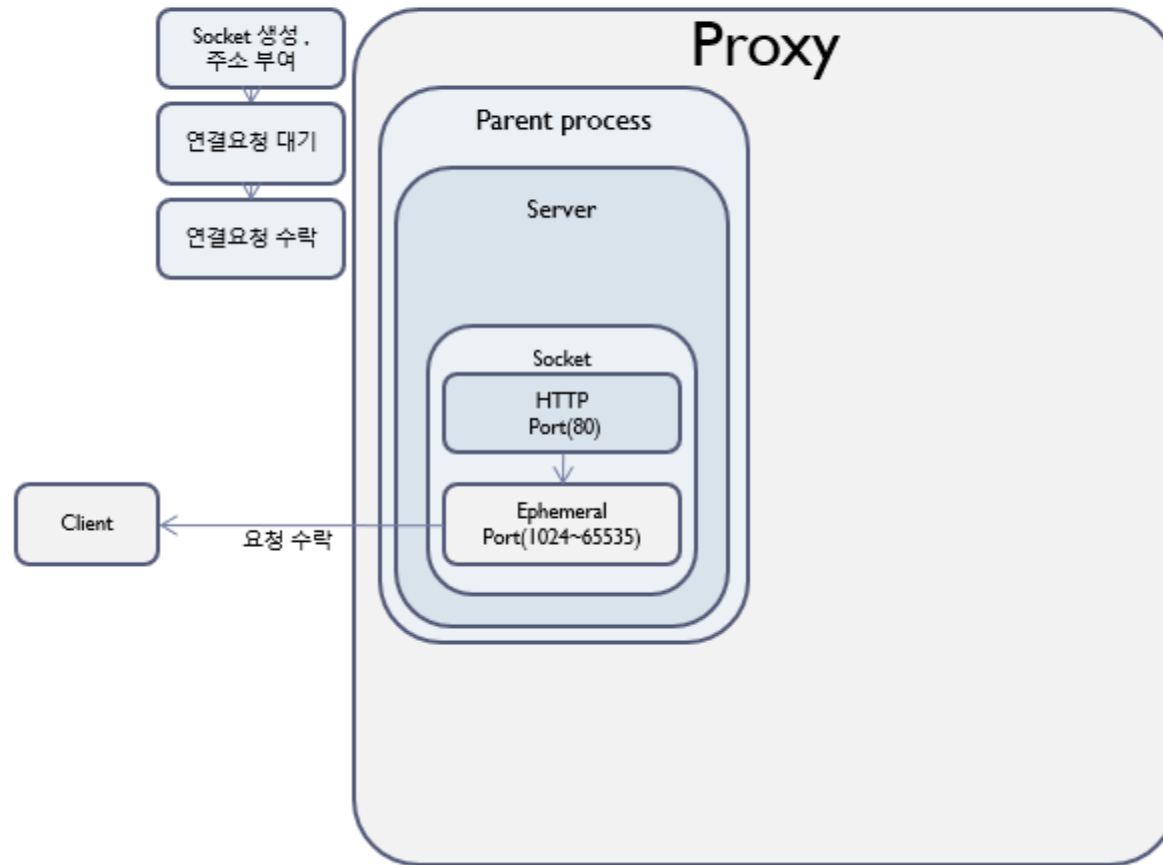 Socket 생성 ,
주소 부여
연결요청 대기
연결요청 수락
Proxy
Parent process
Server
Socket
HTTP
Port(80)
Ephemeral
Port(1024~65535)
Client
요청 수락